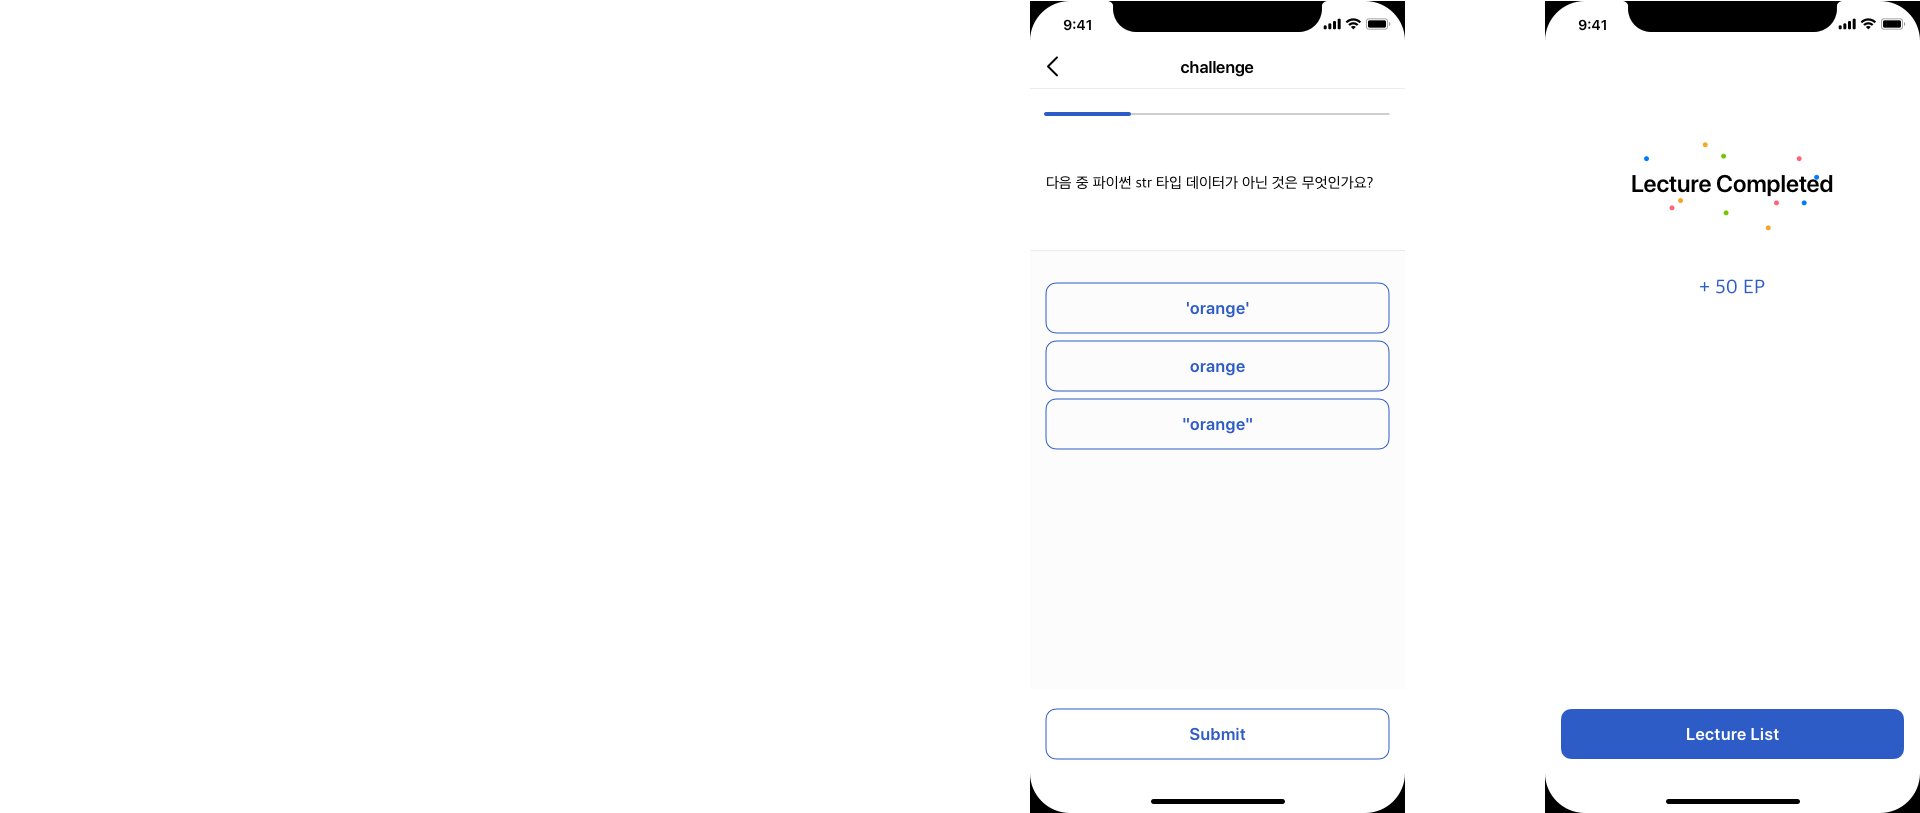 9:41
challenge
다음 중 파이썬 str 타입 데이터가 아닌 것은 무엇인가요?
'orange'
orange
"orange"
Submit
9:41
Lecture Completed
+ 50 EP
Lecture List